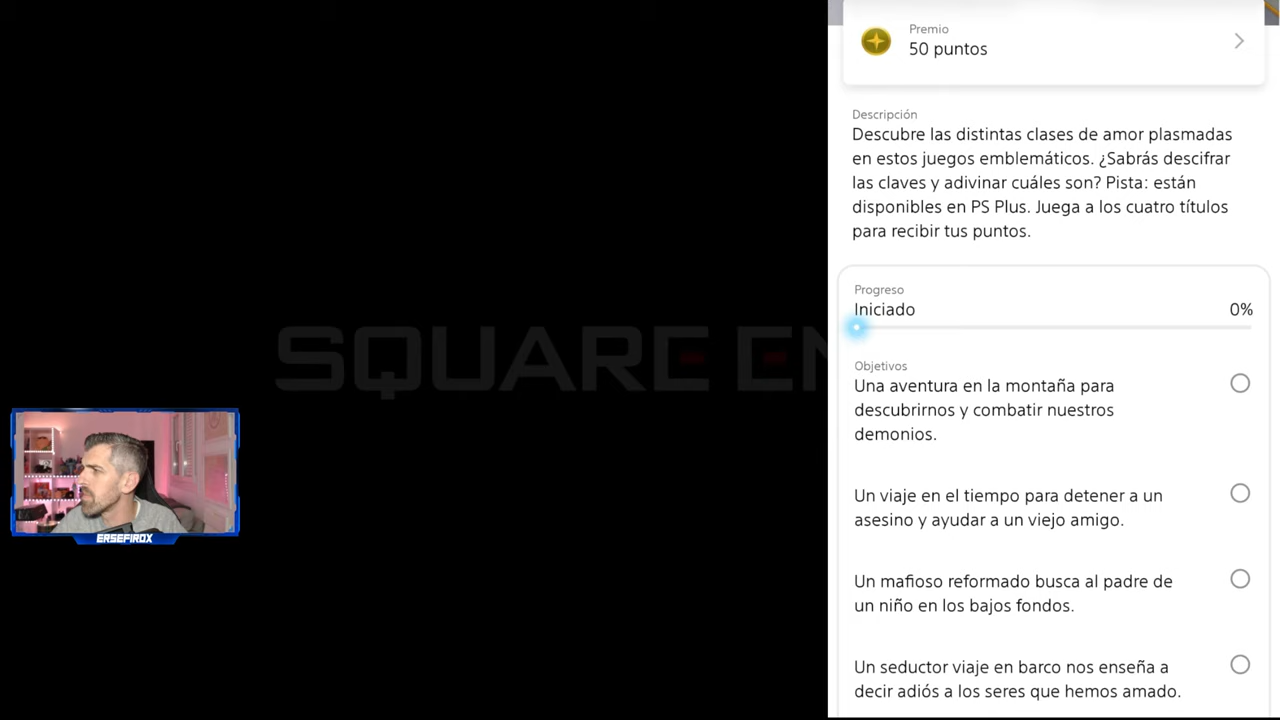 Premio
50 puntos
Descripción
Descubre las distintas clases de amor plasmadas
en estos juegos emblemáticos. ¿Sabrás descifrar
las claves y adivinar cuáles son? Pista: están
disponibles en PS Plus. Juega a los cuatro títulos
para recibir tus puntos.
Progreso
Iniciado 0%
Objetivos
Una aventura en la montaña para
descubrirnos y combatir nuestros
demonios.
Un viaje en el tiempo para detener a un
asesino y ayudar a un viejo amigo.
Un mafioso reformado busca al padre de
un niño en los bajos fondos.
Un seductor viaje en barco nos enseña a
decir adiós a los seres que hemos amado.
SQUARE EN
ERSEFIROX